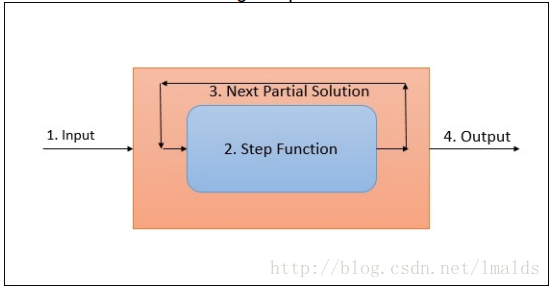 3. Next Partial Solution
1. Input
2. Step Function
4. Output
http://blog.csdn.net/lmalds